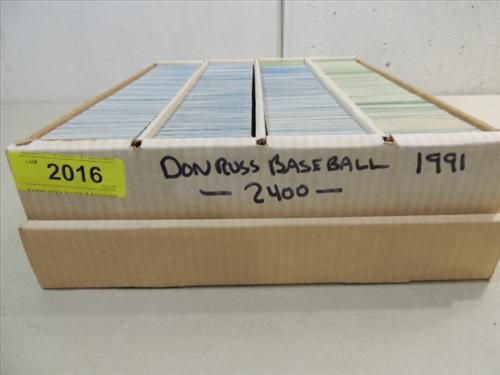 LOT#
2016
DONRUSS BASEBALL 1991
- 2400 -